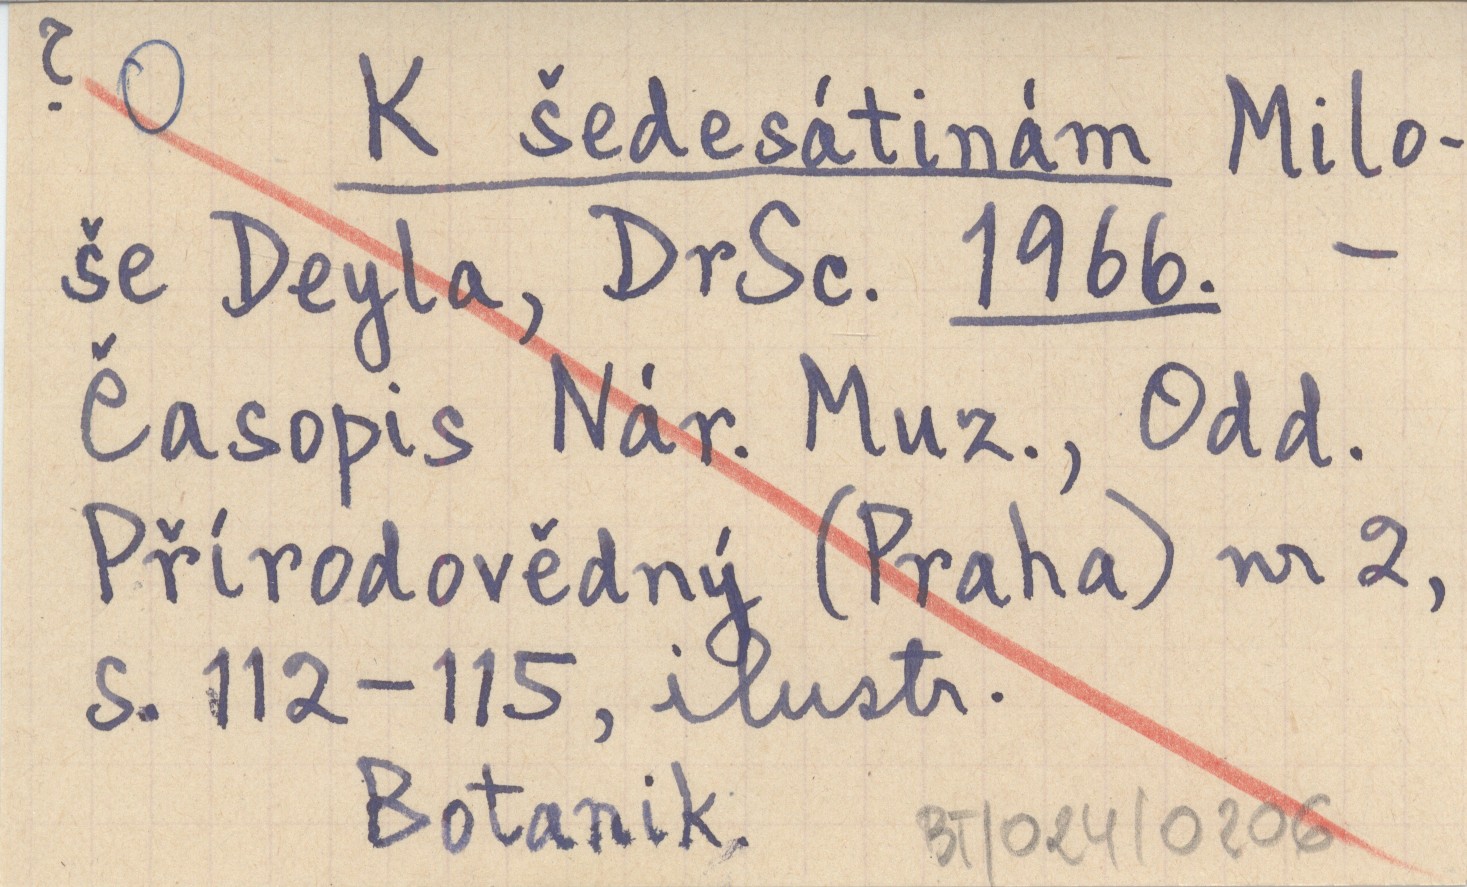 ? O K šedesátinám Milo-
še Deyla, DrSc. 1966. –
Časopis Nár. Muz., Odd.
Přírodovědný (Praha) nr 2,
s. 112–115, ilustr.
Botanik.
BT/024/0206